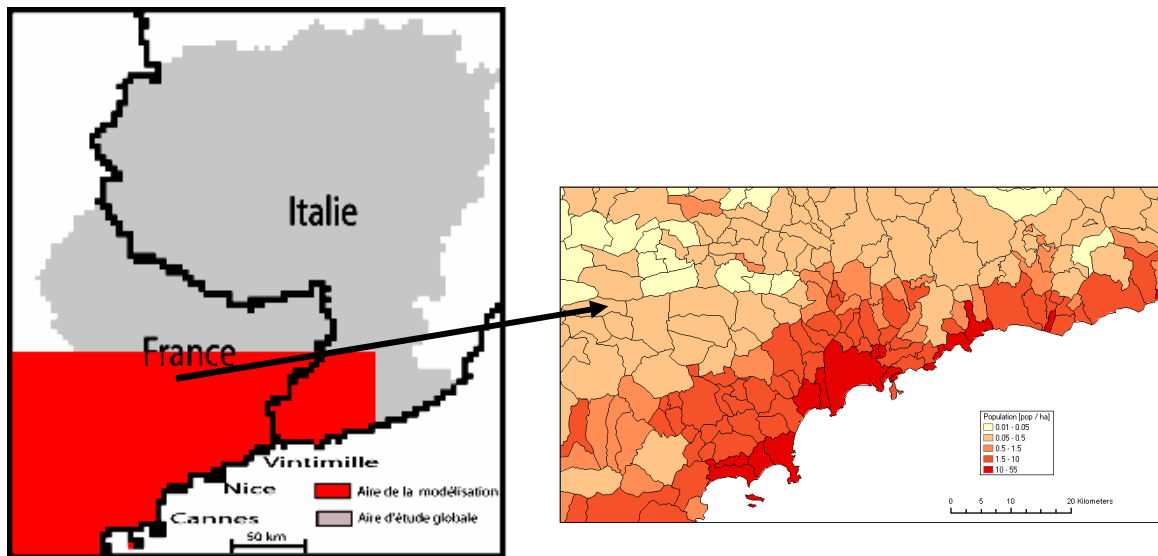 Italie
France
Vintimille
Nice
Cannes
Aire de la modélisation
Aire d'étude globale
50 km
Population [pop / ha]
0.01 - 0.05
0.05 - 0.5
0.5 - 1.5
1.5 - 10
10 - 55
0 5 10 20 Kilometers